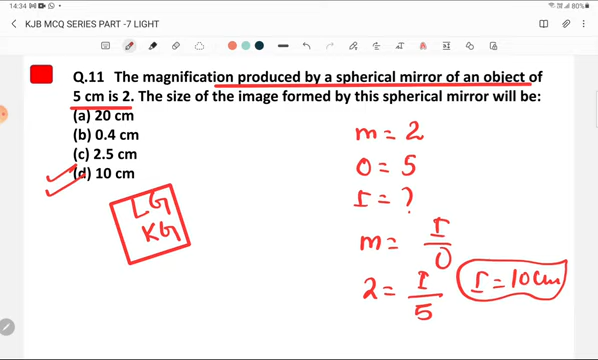 14:34
80%
KJB MCQ SERIES PART -7 LIGHT
Q.11 The magnification produced by a spherical mirror of an object of
5 cm is 2. The size of the image formed by this spherical mirror will be:
(a) 20 cm
(b) 0.4 cm
(c) 2.5 cm
(d) 10 cm
LG
KG
m = 2
O = 5
I = ?
m = I/O
2 = I/5
I = 10cm